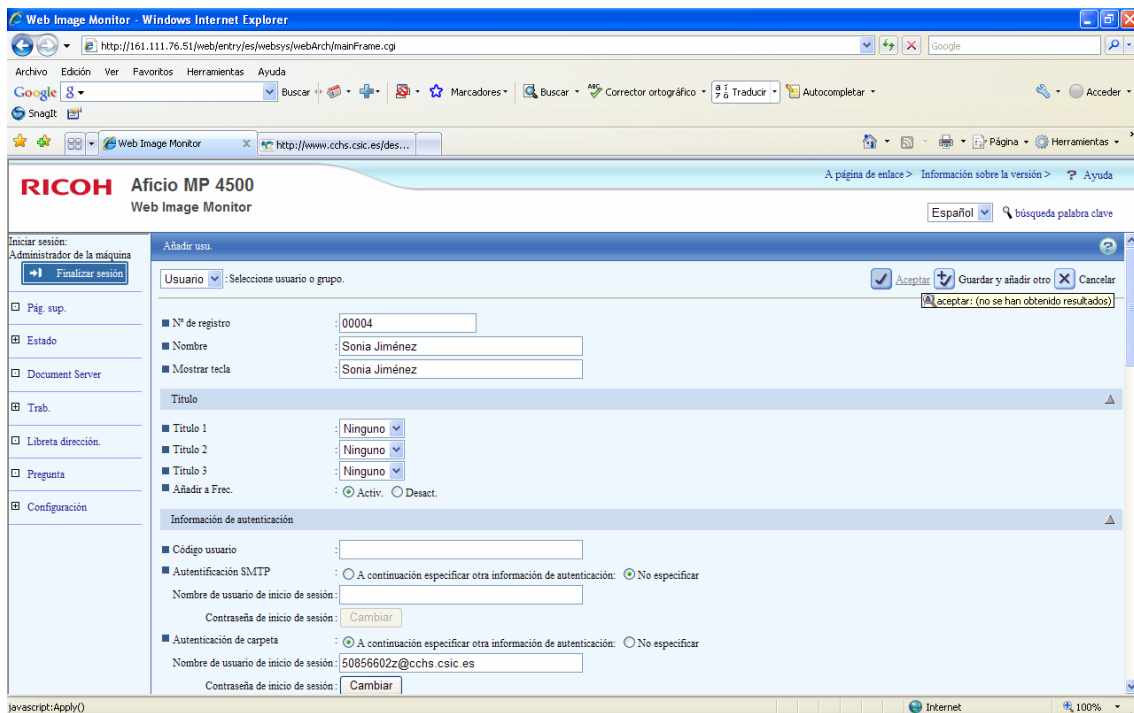 Web Image Monitor - Windows Internet Explorer
http://161.111.76.51/web/entry/es/websys/webArch/mainFrame.cgi
Google
Archivo Edición Ver Favoritos Herramientas Ayuda
Google Buscar Marcadores Buscar Corrector ortográfico Traducir Autocompletar Acceder
SnagIt
Web Image Monitor X http://www.cchs.csic.es/des... Página Herramientas
RICOH Aficio MP 4500
Web Image Monitor
A página de enlace > Información sobre la versión > ? Ayuda
Español búsqueda palabra clave
Iniciar sesión:
Administrador de la máquina
Finalizar sesión
Pág. sup.
Estado
Document Server
Trab.
Libreta dirección.
Pregunta
Configuración
Añadir usu.
Usuario : Seleccione usuario o grupo.
Aceptar Guardar y añadir otro Cancelar
aceptar: (no se han obtenido resultados)
Nº de registro : 00004
Nombre : Sonia Jiménez
Mostrar tecla : Sonia Jiménez
Titulo
Titulo 1 : Ninguno
Titulo 2 : Ninguno
Titulo 3 : Ninguno
Añadir a Frec. : Activ. Desact.
Información de autenticación
Código usuario :
Autentificación SMTP : A continuación especificar otra información de autenticación: No especificar
Nombre de usuario de inicio de sesión :
Contraseña de inicio de sesión : Cambiar
Autenticación de carpeta : A continuación especificar otra información de autenticación: No especificar
Nombre de usuario de inicio de sesión : 50856602z@cchs.csic.es
Contraseña de inicio de sesión : Cambiar
javascript:Apply() Internet 100%